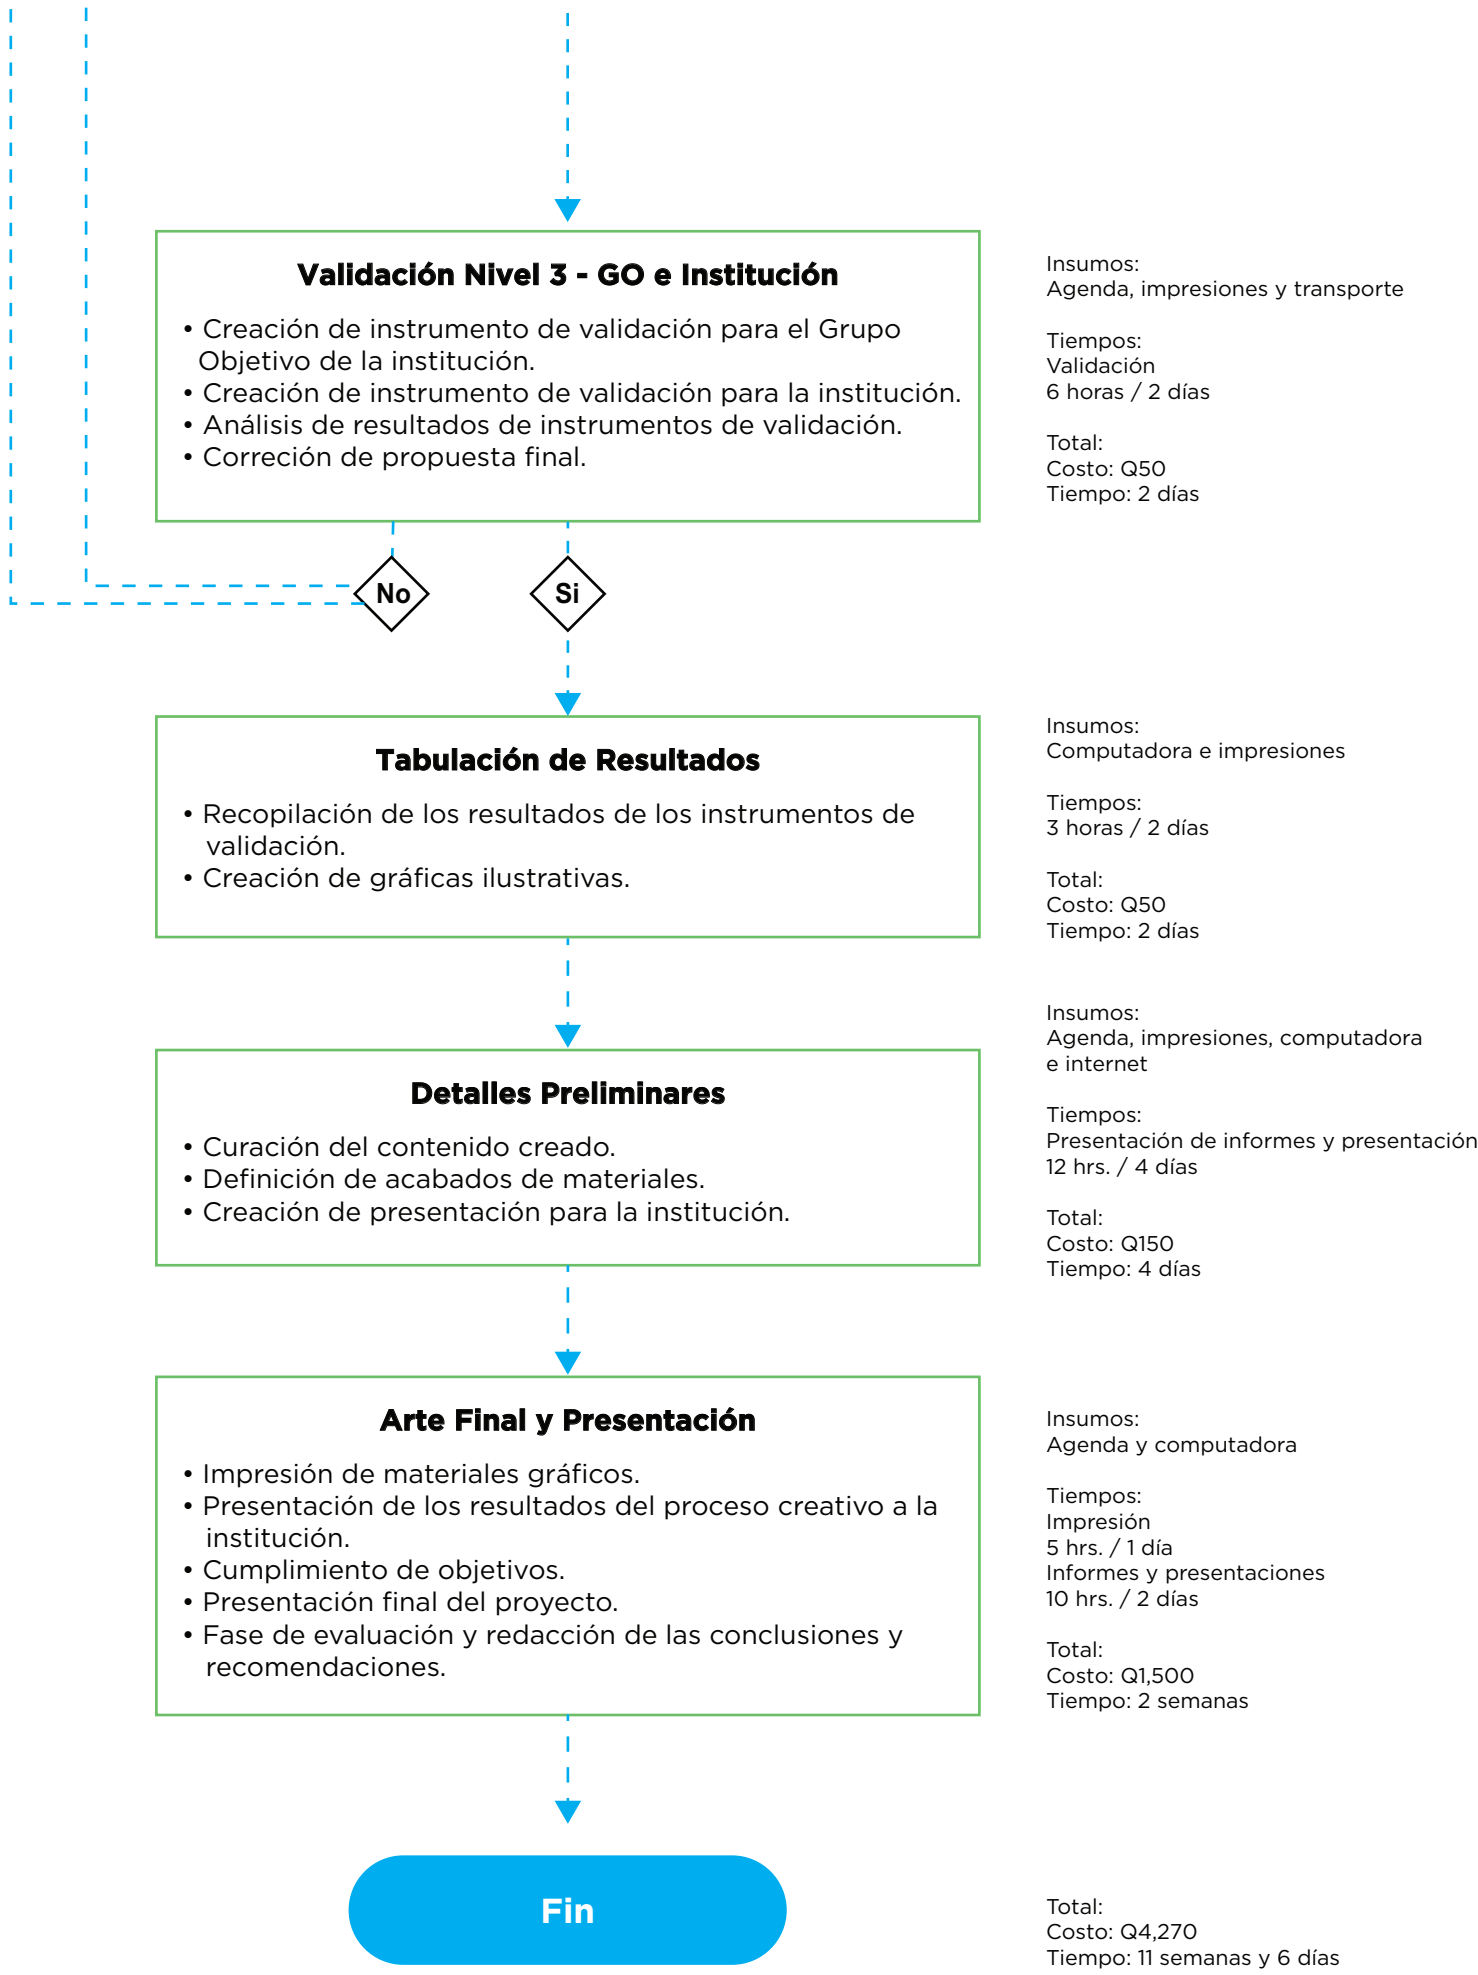 Validación Nivel 3 - GO e Institución
• Creación de instrumento de validación para el Grupo
Objetivo de la institución.
• Creación de instrumento de validación para la institución.
• Análisis de resultados de instrumentos de validación.
• Correción de propuesta final.
Insumos:
Agenda, impresiones y transporte
Tiempos:
Validación
6 horas / 2 días
Total:
Costo: Q50
Tiempo: 2 días
No
Si
Tabulación de Resultados
• Recopilación de los resultados de los instrumentos de
validación.
• Creación de gráficas ilustrativas.
Insumos:
Computadora e impresiones
Tiempos:
3 horas / 2 días
Total:
Costo: Q50
Tiempo: 2 días
Detalles Preliminares
• Curación del contenido creado.
• Definición de acabados de materiales.
• Creación de presentación para la institución.
Insumos:
Agenda, impresiones, computadora
e internet
Tiempos:
Presentación de informes y presentación
12 hrs. / 4 días
Total:
Costo: Q150
Tiempo: 4 días
Arte Final y Presentación
• Impresión de materiales gráficos.
• Presentación de los resultados del proceso creativo a la
institución.
• Cumplimiento de objetivos.
• Presentación final del proyecto.
• Fase de evaluación y redacción de las conclusiones y
recomendaciones.
Insumos:
Agenda y computadora
Tiempos:
Impresión
5 hrs. / 1 día
Informes y presentaciones
10 hrs. / 2 días
Total:
Costo: Q1,500
Tiempo: 2 semanas
Fin
Total:
Costo: Q4,270
Tiempo: 11 semanas y 6 días